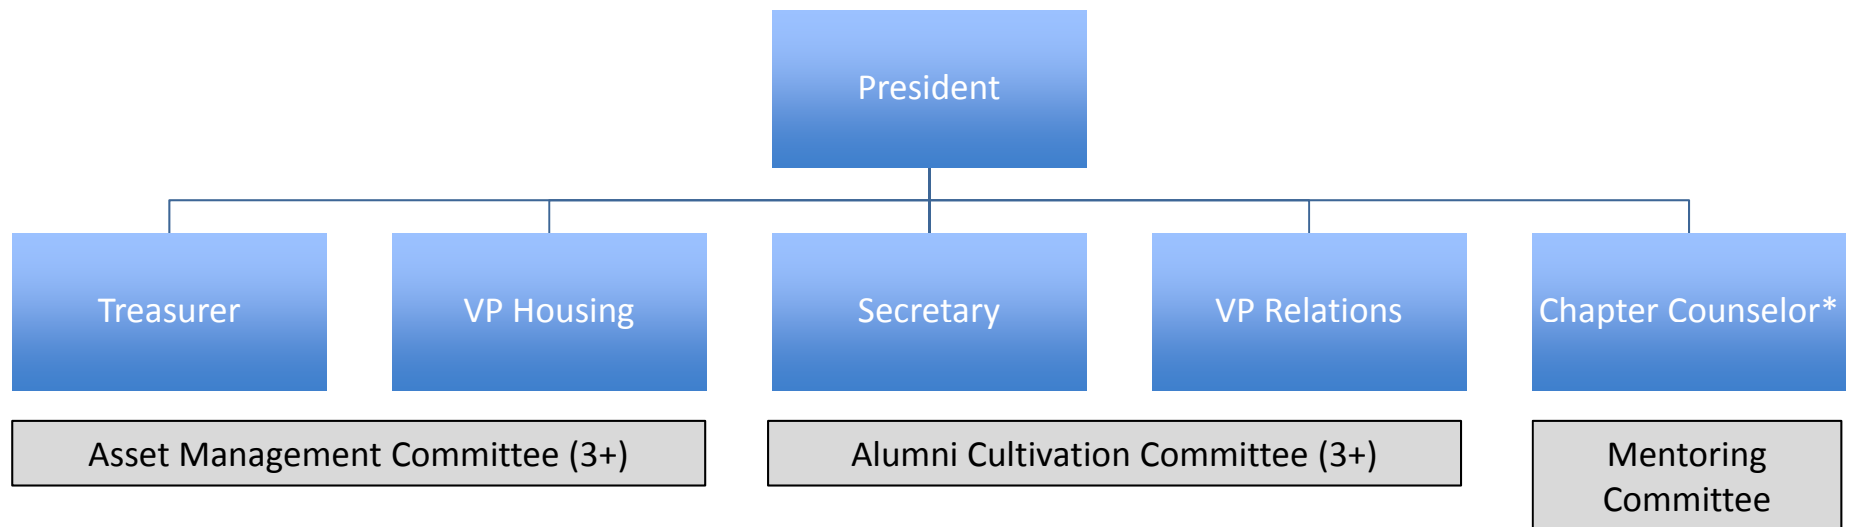 President
Treasurer
VP Housing
Secretary
VP Relations
Chapter Counselor*
Asset Management Committee (3+)
Alumni Cultivation Committee (3+)
Mentoring
Committee